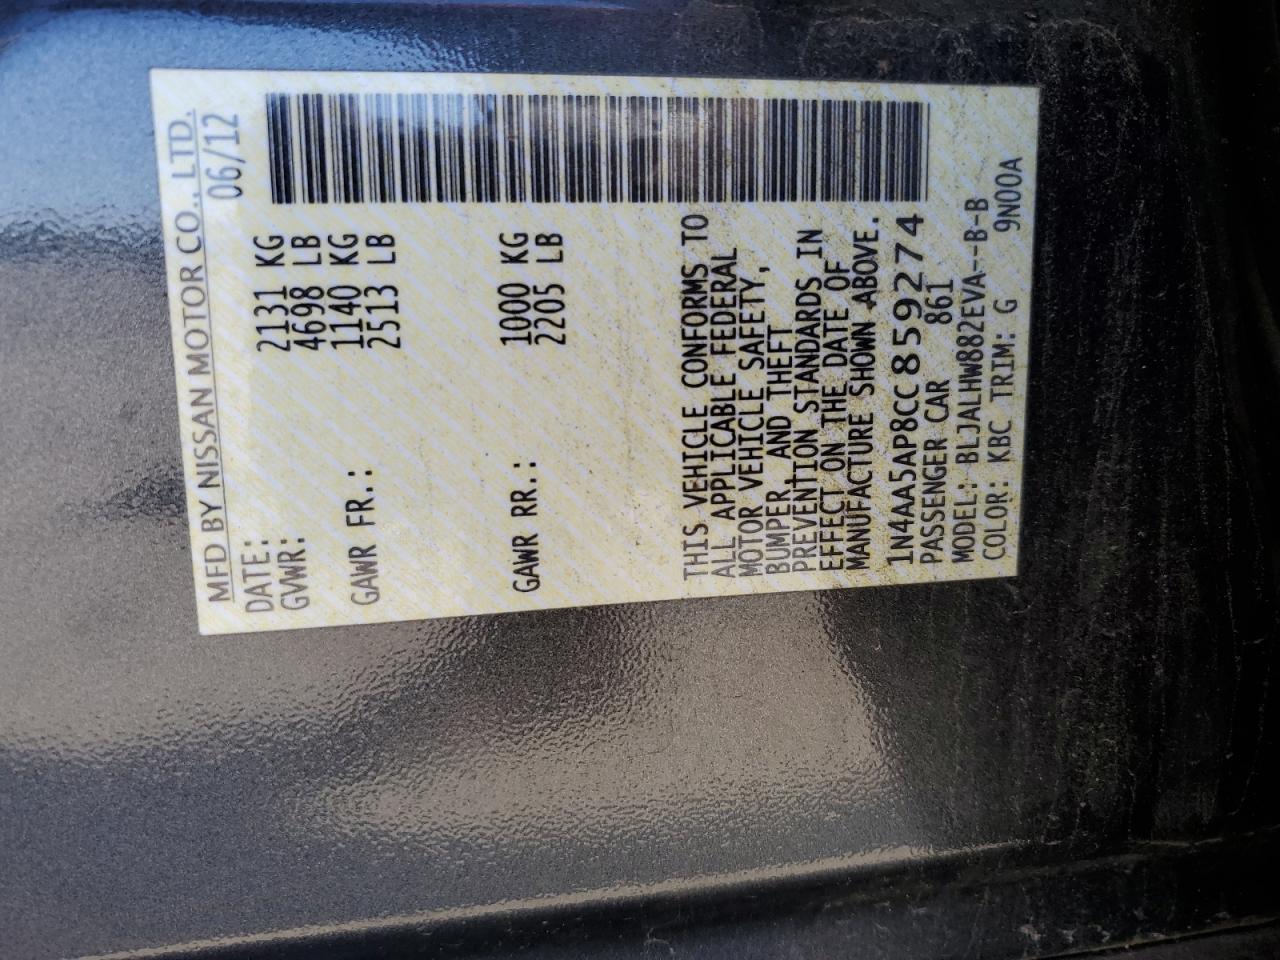 MFD BY NISSAN MOTOR CO., LTD.
DATE: 06/12
GVWR: 2131 KG
4698 LB
GAWR FR.: 1140 KG
2513 LB
GAWR RR.: 1000 KG
2205 LB
THIS VEHICLE CONFORMS TO
ALL APPLICABLE FEDERAL
MOTOR VEHICLE SAFETY,
BUMPER, AND THEFT
PREVENTION STANDARDS IN
EFFECT ON THE DATE OF
MANUFACTURE SHOWN ABOVE.
1N4AA5AP8CC859274
PASSENGER CAR 861
MODEL: BLJALHW882EVA--B-B
COLOR: KBC TRIM: G 9N00A